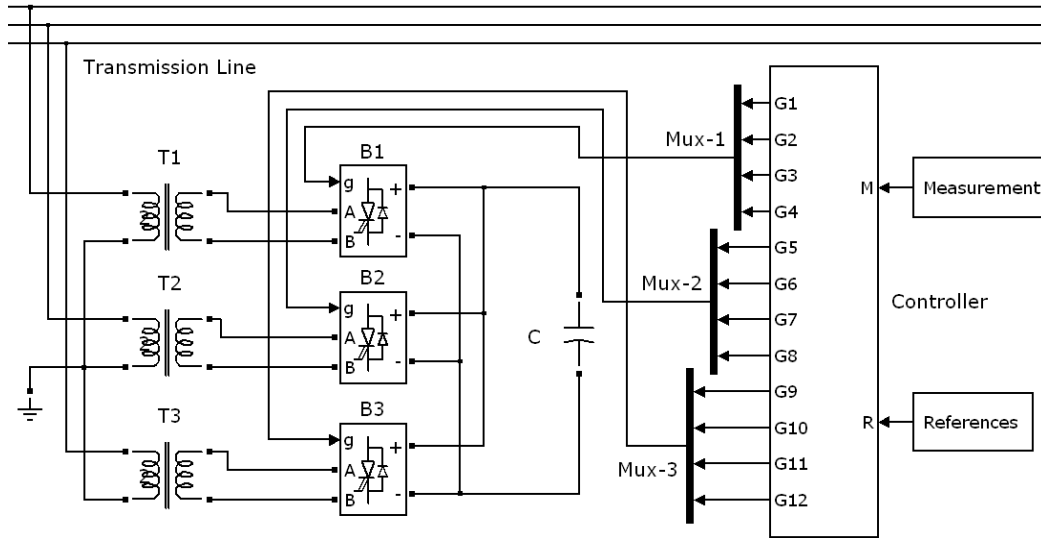 Transmission Line
T1
B1
g
A
B
+
-
T2
B2
g
A
B
+
-
T3
B3
g
A
B
+
-
C
Mux-1
Mux-2
Mux-3
G1
G2
G3
G4
G5
G6
G7
G8
G9
G10
G11
G12
M
R
Controller
Measurement
References